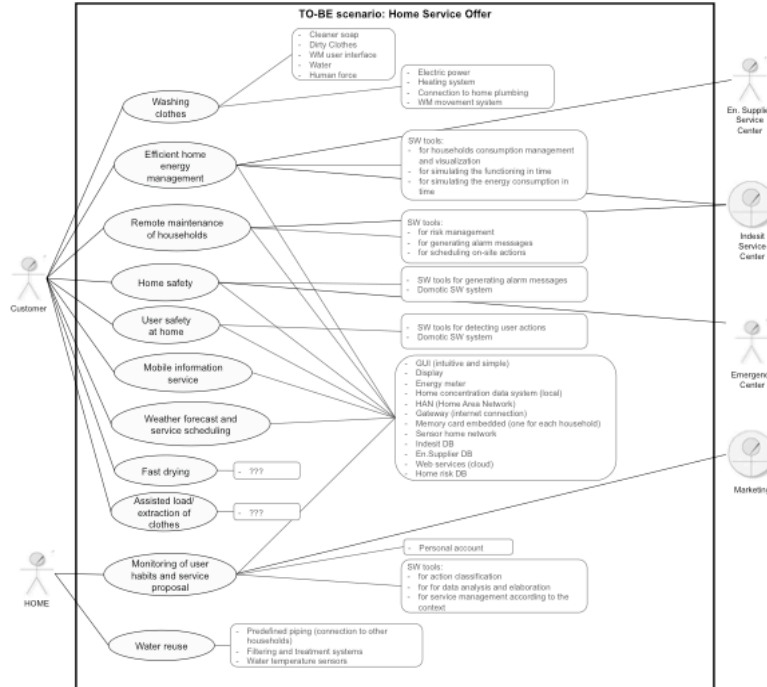 TO-BE scenario: Home Service Offer
- Cleaner soap
- Dirty Clothes
- WM user interface
- Water
- Human force
- Electric power
- Heating system
- Connection to home plumbing
- WM movement system
Washing
clothes
En. Supplie
Service
Center
Efficient home
energy
management
SW tools:
- for households consumption management
and visualization
- for simulating the functioning in time
- for simulating the energy consumption in
time
Remote maintenance
of households
SW tools:
- for risk management
- for generating alarm messages
- for scheduling on-site actions
Indesit
Service
Center
Customer
Home safety
- SW tools for generating alarm messages
- Domotic SW system
User safety
at home
- SW tools for detecting user actions
- Domotic SW system
Emergenc
Center
Mobile information
service
- GUI (intuitive and simple)
- Display
- Energy meter
- Home concentration data system (local)
- HAN (Home Area Network)
- Gateway (internet connection)
- Memory card embedded (one for each household)
- Sensor home network
- Indesit DB
- En.Supplier DB
- Web services (cloud)
- Home risk DB
Weather forecast and
service scheduling
Fast drying
- ???
Assisted load/
extraction of
clothes
- ???
Marketing
HOME
Monitoring of user
habits and service
proposal
- Personal account
SW tools:
- for action classification
- for for data analysis and elaboration
- for service management according to the
context
Water reuse
- Predefined piping (connection to other
households)
- Filtering and treatment systems
- Water temperature sensors